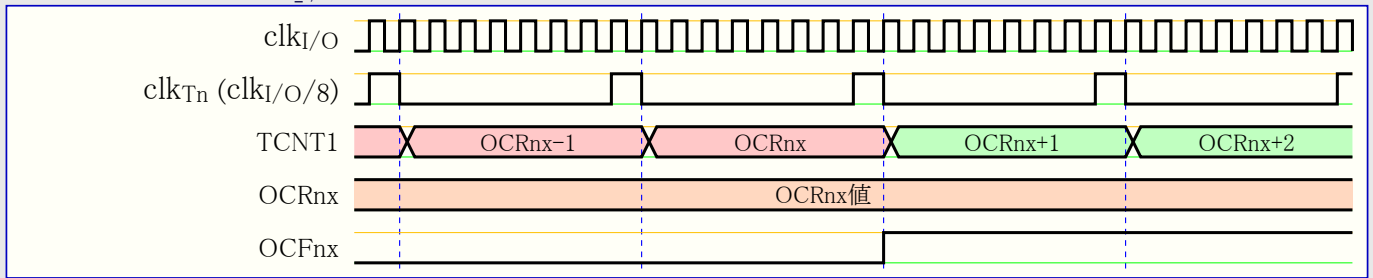 clkI/O
clkTn (clkI/O/8)
TCNT1 OCRnx-1 OCRnx OCRnx+1 OCRnx+2
OCRnx OCRnx値
OCFnx